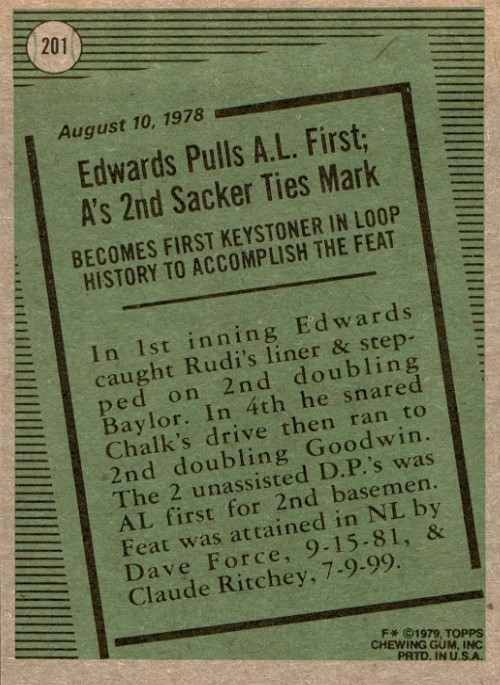 201
August 10, 1978
Edwards Pulls A.L. First;
A's 2nd Sacker Ties Mark
BECOMES FIRST KEYSTONER IN LOOP
HISTORY TO ACCOMPLISH THE FEAT
In 1st inning Edwards
caught Rudi's liner & step-
ped on 2nd doubling
Baylor. In 4th he snared
Chalk's drive then ran to
2nd doubling Goodwin.
The 2 unassisted D.P.'s was
AL first for 2nd basemen.
Feat was attained in NL by
Dave Force, 9-15-81, &
Claude Ritchey, 7-9-99.
F* ©1979, TOPPS
CHEWING GUM, INC
PRTD. IN U.S.A.